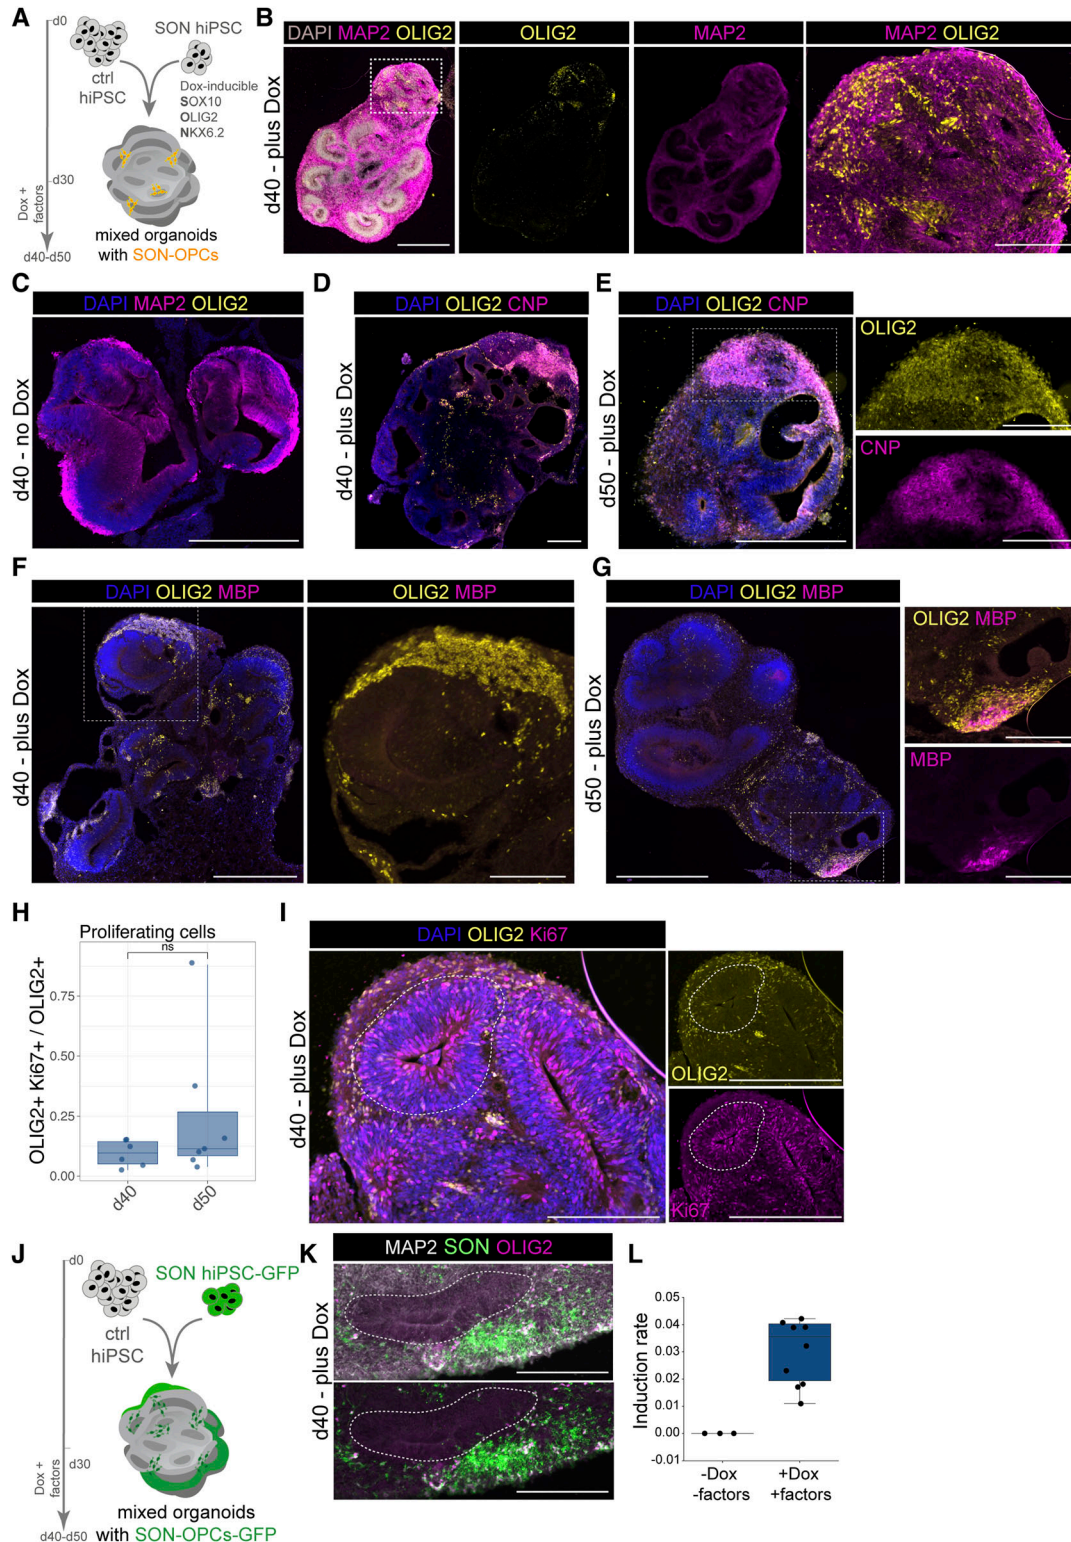 A
d0
SON hiPSC
ctrl
hiPSC
Dox-inducible
SOX10
OLIG2
NKX6.2
d30
Dox +
factors
mixed organoids
with SON-OPCs
d40-d50
B
DAPI MAP2 OLIG2
OLIG2
MAP2
MAP2 OLIG2
d40 - plus Dox
C
DAPI MAP2 OLIG2
d40 - no Dox
D
DAPI OLIG2 CNP
d40 - plus Dox
E
DAPI OLIG2 CNP
d50 - plus Dox
OLIG2
CNP
F
DAPI OLIG2 MBP
OLIG2 MBP
d40 - plus Dox
G
DAPI OLIG2 MBP
d50 - plus Dox
OLIG2 MBP
MBP
H
Proliferating cells
ns
OLIG2+ Ki67+ / OLIG2+
0.75
0.50
0.25
0.00
d40
d50
I
DAPI OLIG2 Ki67
d40 - plus Dox
OLIG2
Ki67
J
d0
SON hiPSC-GFP
ctrl
hiPSC
d30
Dox +
factors
mixed organoids
with SON-OPCs-GFP
d40-d50
K
MAP2 SON OLIG2
d40 - plus Dox
L
Induction rate
0.05
0.04
0.03
0.02
0.01
0.00
-0.01
-Dox
-factors
+Dox
+factors